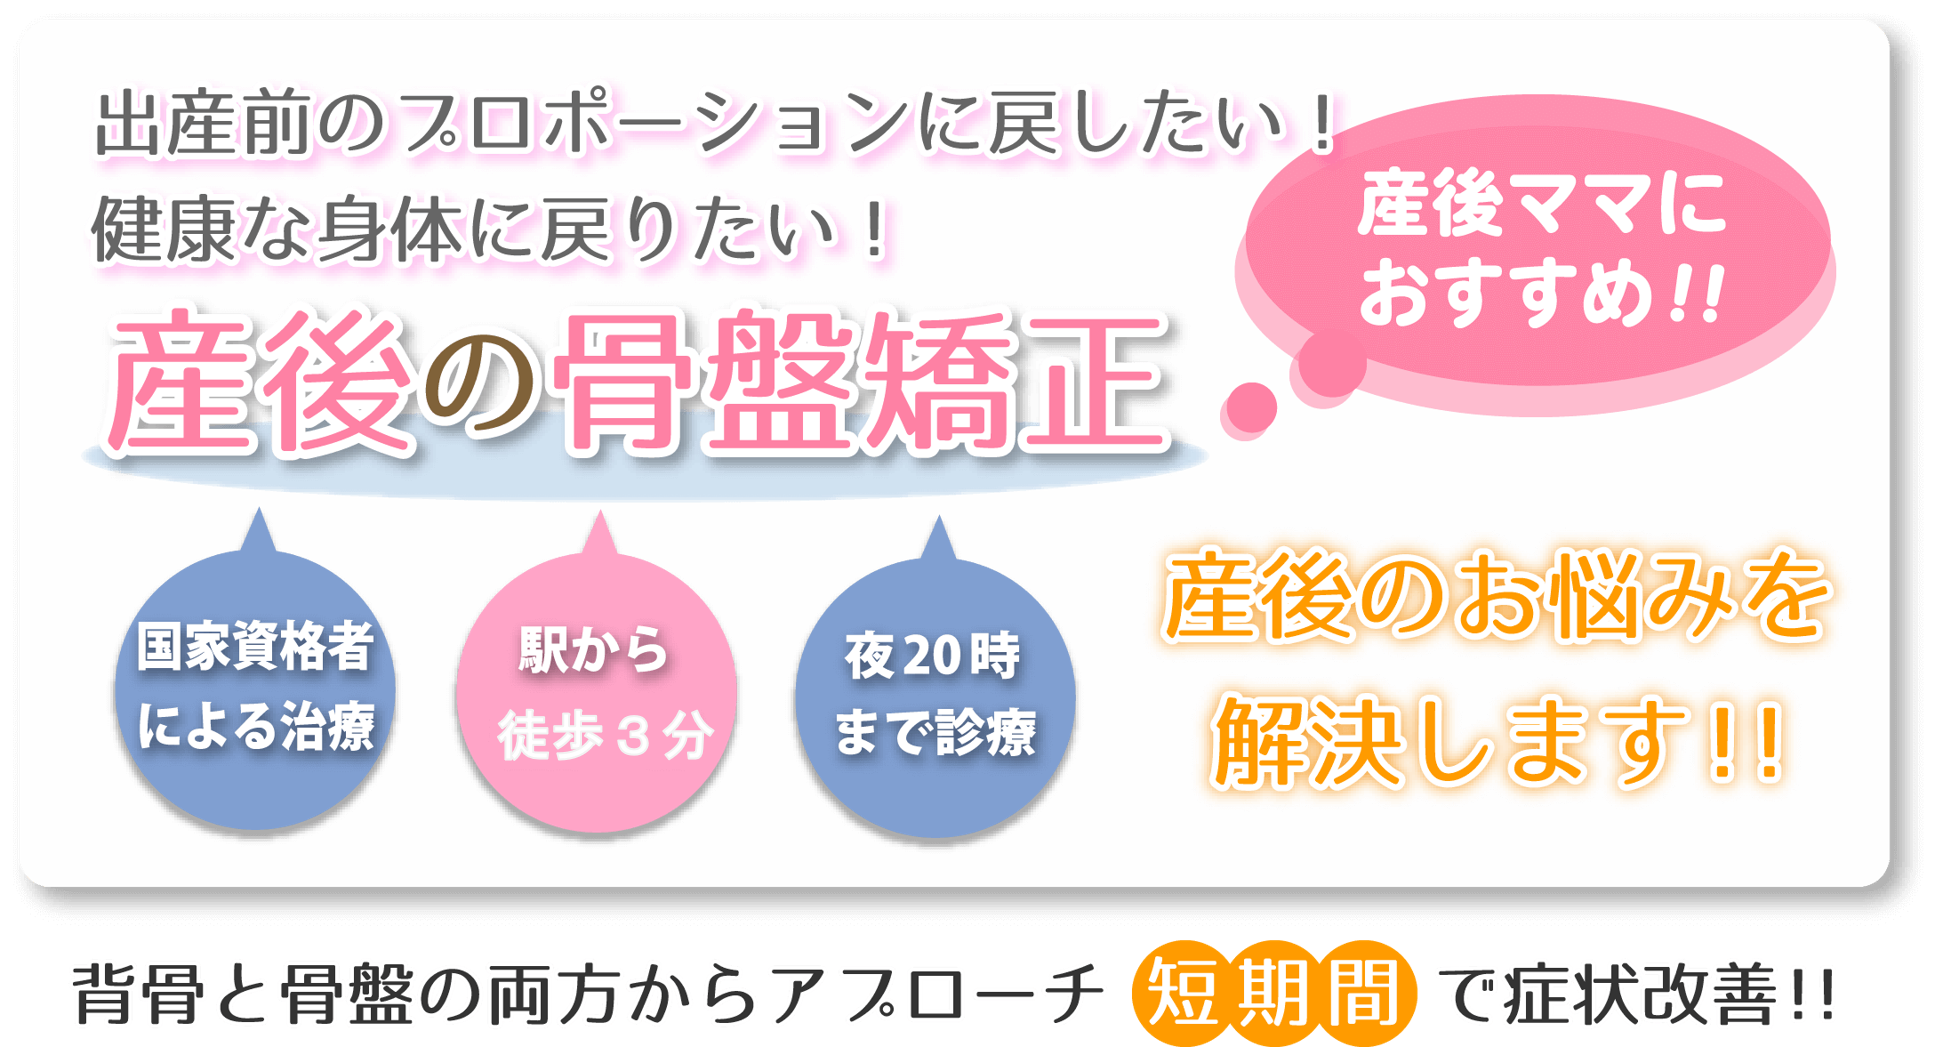 出産前のプロポーションに戻したい！
健康な身体に戻りたい！
産後ママに
おすすめ!!
産後の骨盤矯正
国家資格者
による治療
駅から
徒歩３分
夜20時
まで診療
産後のお悩みを
解決します!!
背骨と骨盤の両方からアプローチ 短期間 で症状改善!!